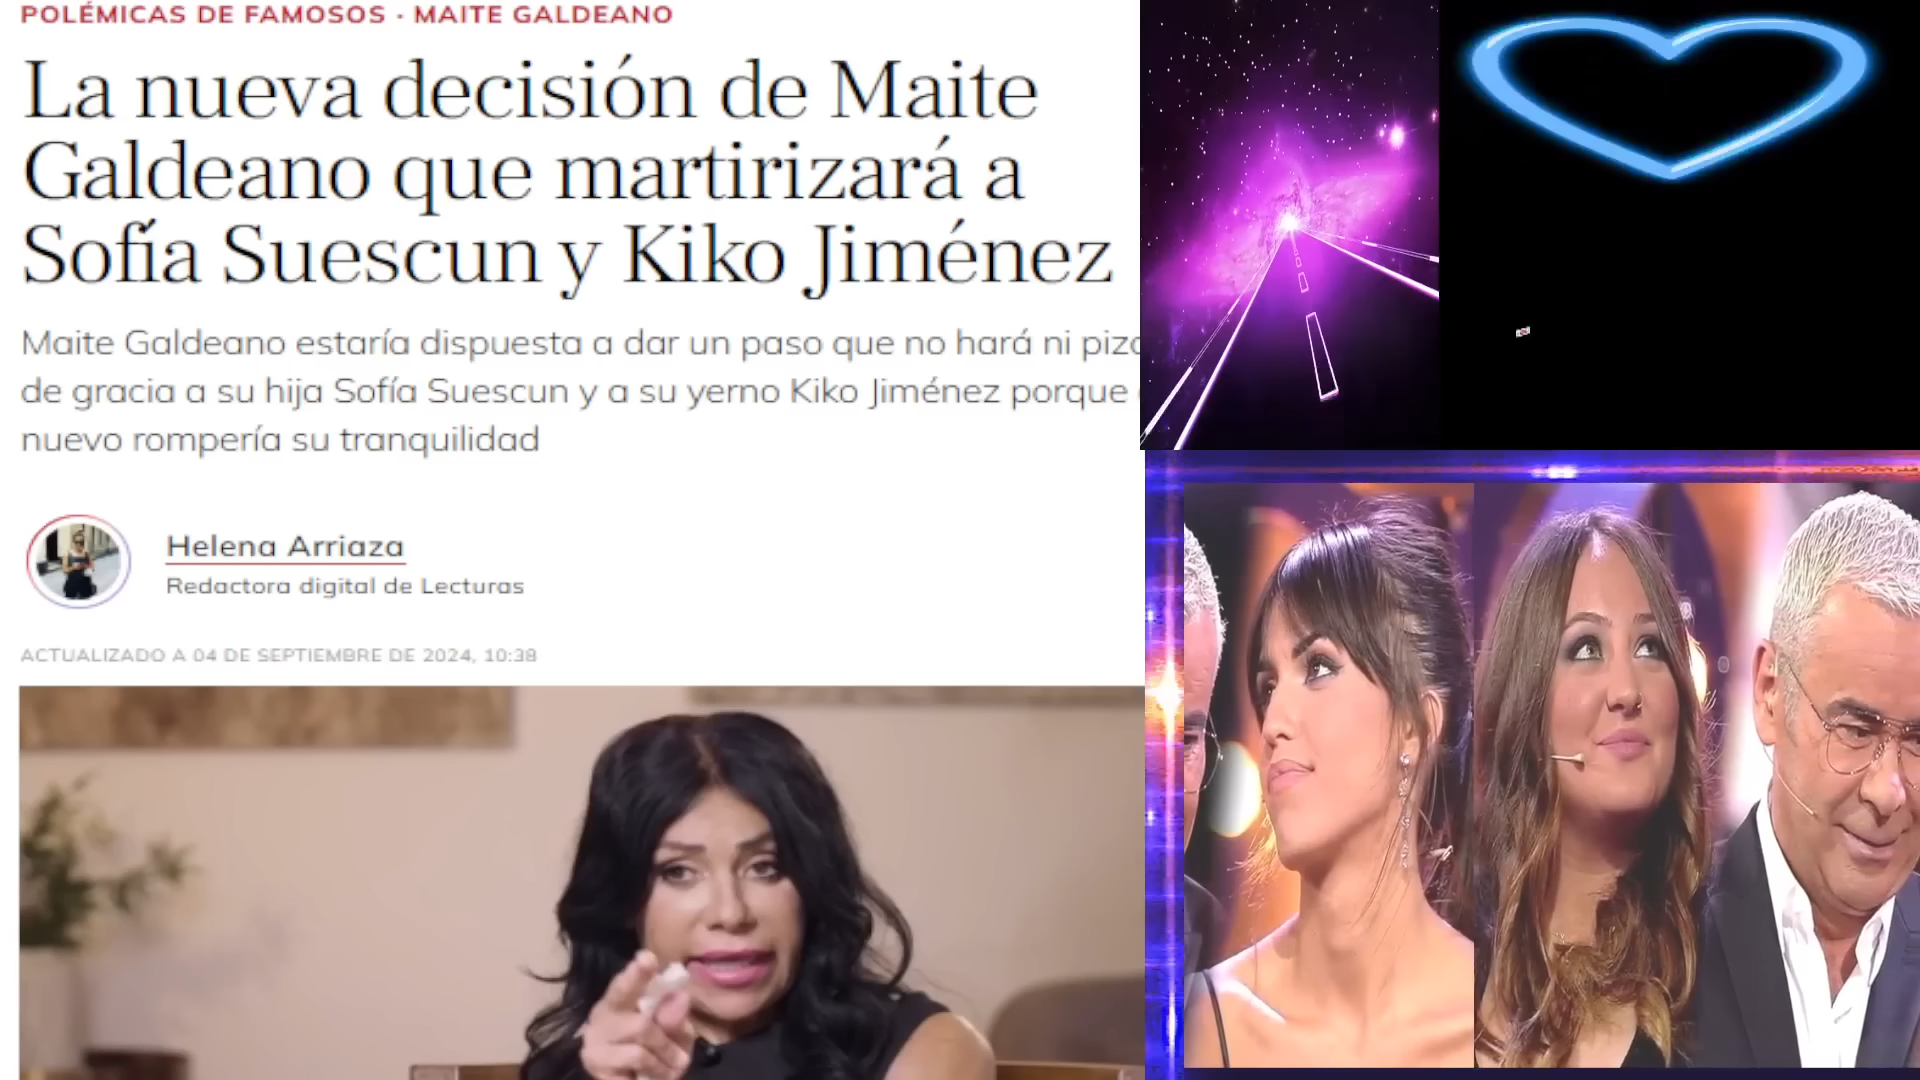 POLÉMICAS DE FAMOSOS · MAITE GALDEANO
La nueva decisión de Maite
Galdeano que martirizará a
Sofía Suescun y Kiko Jiménez
Maite Galdeano estaría dispuesta a dar un paso que no hará ni
de gracia a su hija Sofía Suescun y a su yerno Kiko Jiménez porque
nuevo rompería su tranquilidad
Helena Arriaza
Redactora digital de Lecturas
ACTUALIZADO A 04 DE SEPTIEMBRE DE 2024, 10:38